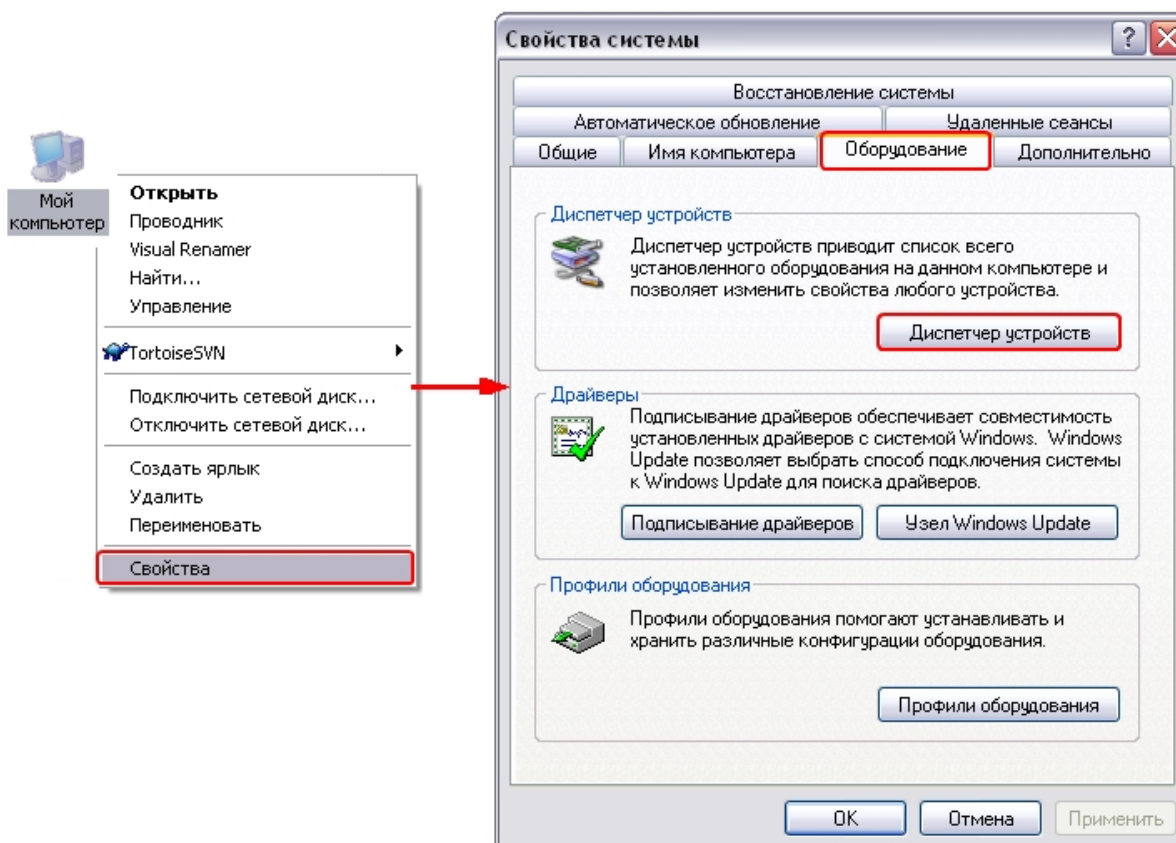 Мой
компьютер
Открыть
Проводник
Visual Renamer
Найти...
Управление
TortoiseSVN
Подключить сетевой диск...
Отключить сетевой диск...
Создать ярлык
Удалить
Переименовать
Свойства
Свойства системы
?
Восстановление системы
Автоматическое обновление
Удаленные сеансы
Общие
Имя компьютера
Оборудование
Дополнительно
Диспетчер устройств
Диспетчер устройств приводит список всего
установленного оборудования на данном компьютере и
позволяет изменить свойства любого устройства.
Диспетчер устройств
Драйверы
Подписывание драйверов обеспечивает совместимость
установленных драйверов с системой Windows. Windows
Update позволяет выбрать способ подключения системы
к Windows Update для поиска драйверов.
Подписывание драйверов
Узел Windows Update
Профили оборудования
Профили оборудования помогают устанавливать и
хранить различные конфигурации оборудования.
Профили оборудования
OK
Отмена
Применить